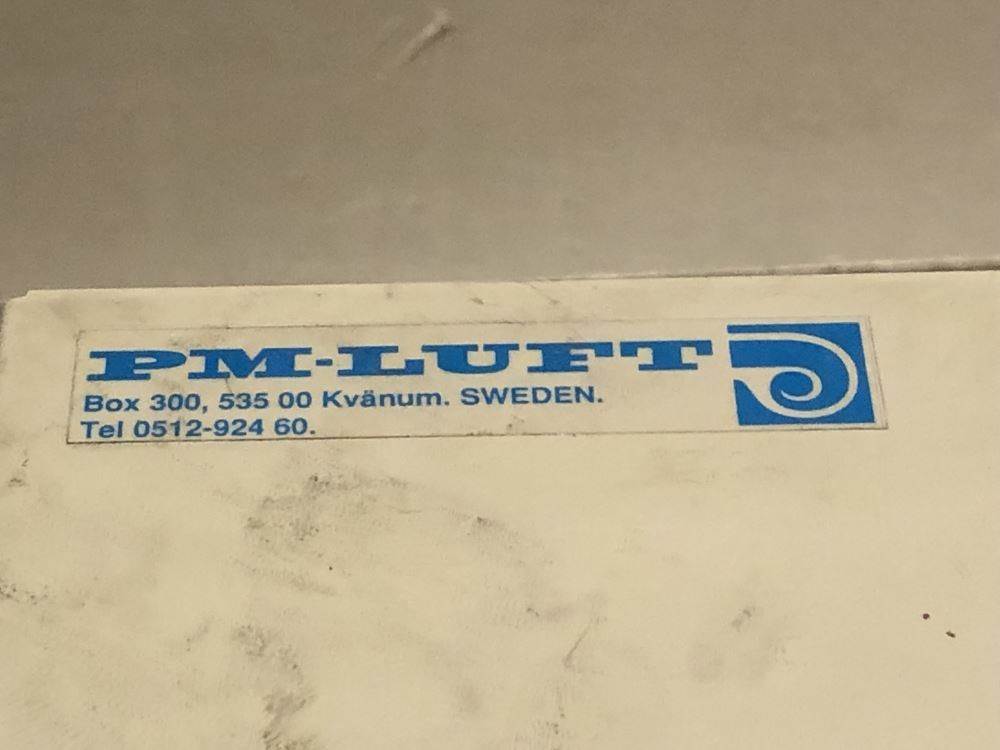 PM-LUFT
Box 300, 535 00 Kvänum. SWEDEN.
Tel 0512-924 60.